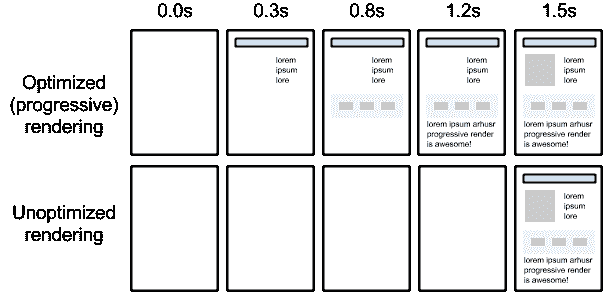 0.0s 0.3s 0.8s 1.2s 1.5s
Optimized
(progressive)
rendering
lorem
ipsum
lore
lorem
ipsum
lore
lorem
ipsum
lore
lorem ipsum arhusr
progressive render
is awesome!
lorem
ipsum
lore
lorem ipsum arhusr
progressive render
is awesome!
Unoptimized
rendering
lorem
ipsum
lore
lorem ipsum arhusr
progressive render
is awesome!